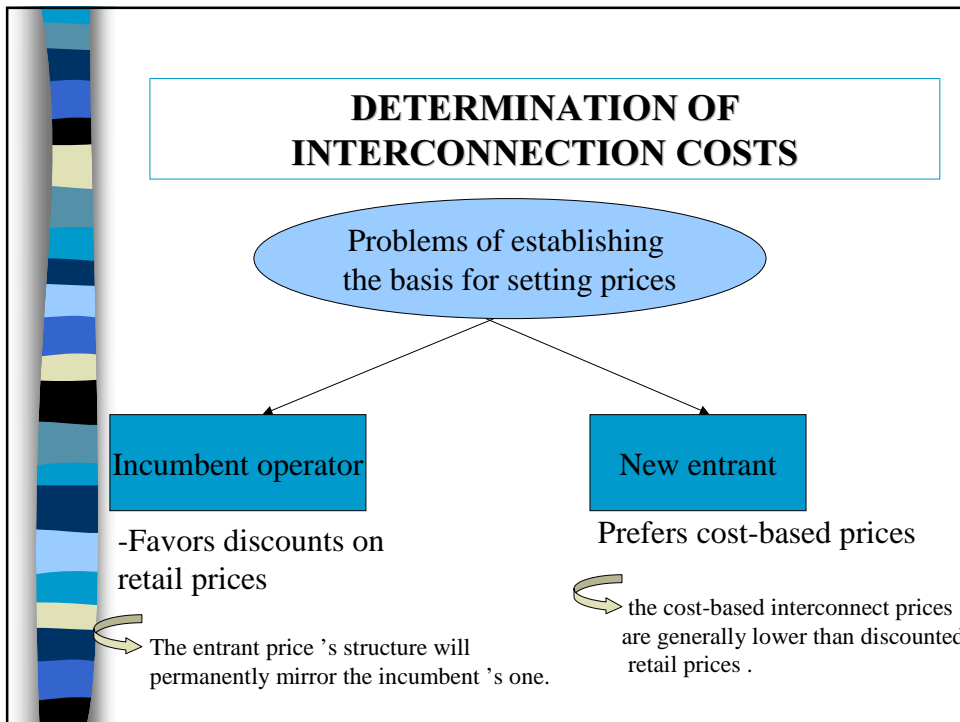 DETERMINATION OF
INTERCONNECTION COSTS
Problems of establishing
the basis for setting prices
Incumbent operator
-Favors discounts on
retail prices
The entrant price ’s structure will
permanently mirror the incumbent ’s one.
New entrant
Prefers cost-based prices
the cost-based interconnect prices
are generally lower than discounted
retail prices .